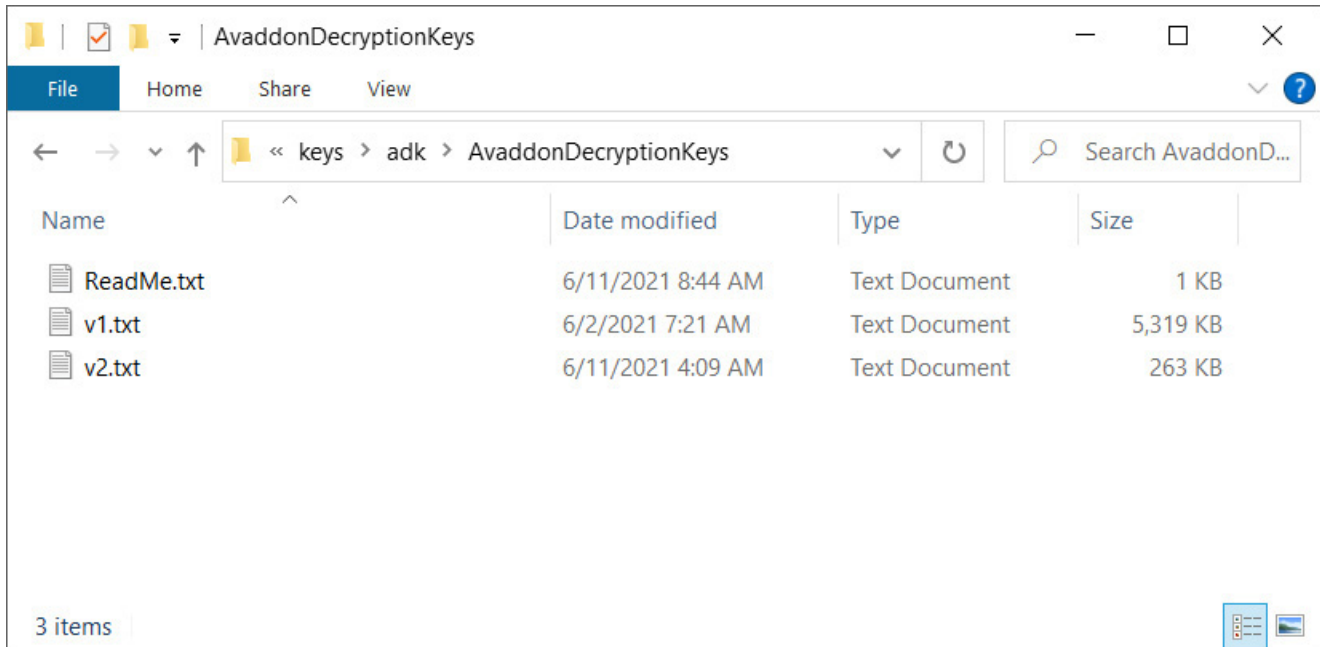 AvaddonDecryptionKeys
File Home Share View ?
« keys > adk > AvaddonDecryptionKeys Search AvaddonD...
Name Date modified Type Size
ReadMe.txt 6/11/2021 8:44 AM Text Document 1 KB
v1.txt 6/2/2021 7:21 AM Text Document 5,319 KB
v2.txt 6/11/2021 4:09 AM Text Document 263 KB
3 items